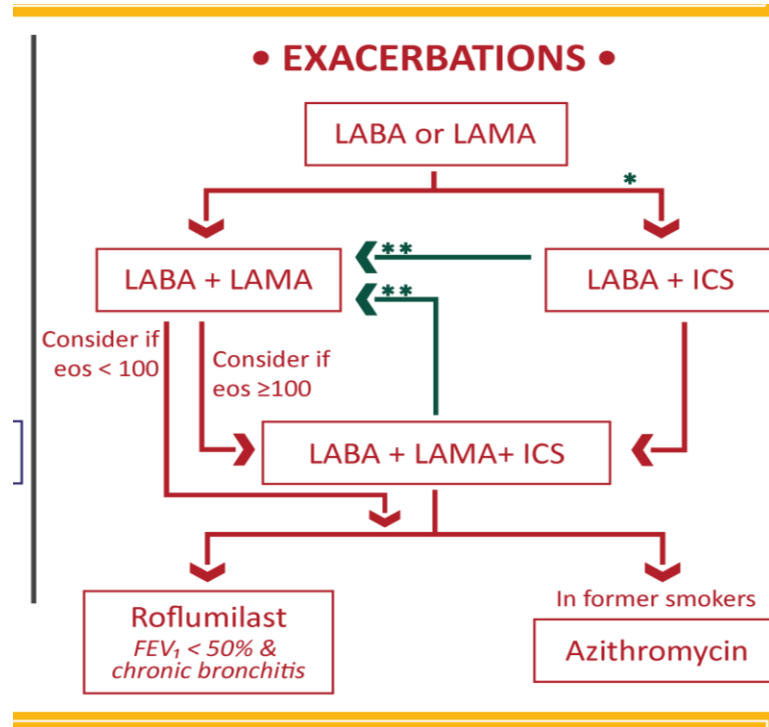 • EXACERBATIONS •
LABA or LAMA
*
**
LABA + LAMA
LABA + ICS
**
Consider if
eos < 100
Consider if
eos ≥100
LABA + LAMA+ ICS
Roflumilast
FEV₁ < 50% &
chronic bronchitis
In former smokers
Azithromycin